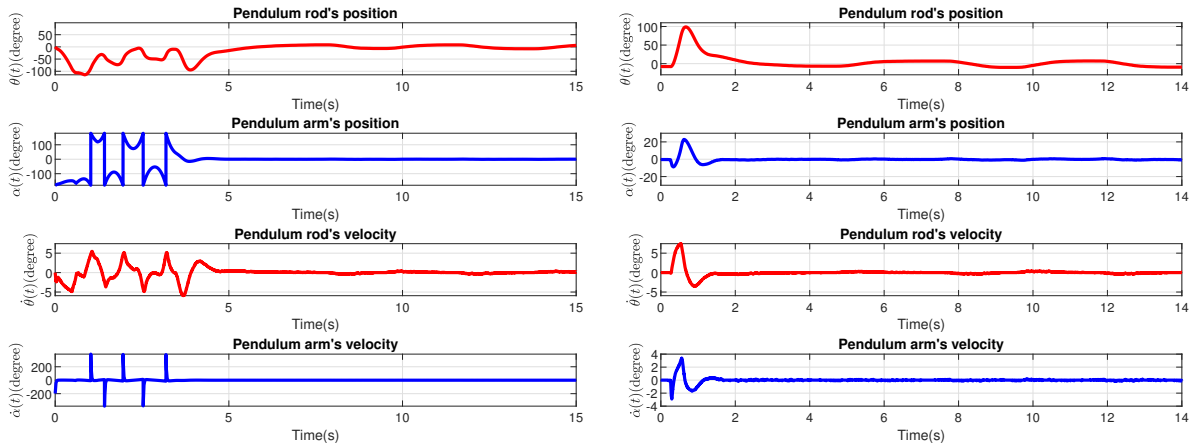 Pendulum rod's position
θ(t)(degree)
50
0
-50
-100
0 5 10 15
Time(s)
Pendulum arm's position
α(t)(degree)
100
0
-100
0 5 10 15
Time(s)
Pendulum rod's velocity
θ̇(t)(degree)
5
0
-5
0 5 10 15
Time(s)
Pendulum arm's velocity
α̇(t)(degree)
200
0
-200
0 5 10 15
Time(s)
Pendulum rod's position
θ(t)(degree)
100
50
0
0 2 4 6 8 10 12 14
Time(s)
Pendulum arm's position
α(t)(degree)
20
0
-20
0 2 4 6 8 10 12 14
Time(s)
Pendulum rod's velocity
θ̇(t)(degree)
5
0
-5
0 2 4 6 8 10 12 14
Time(s)
Pendulum arm's velocity
α̇(t)(degree)
4
2
0
-2
-4
0 2 4 6 8 10 12 14
Time(s)